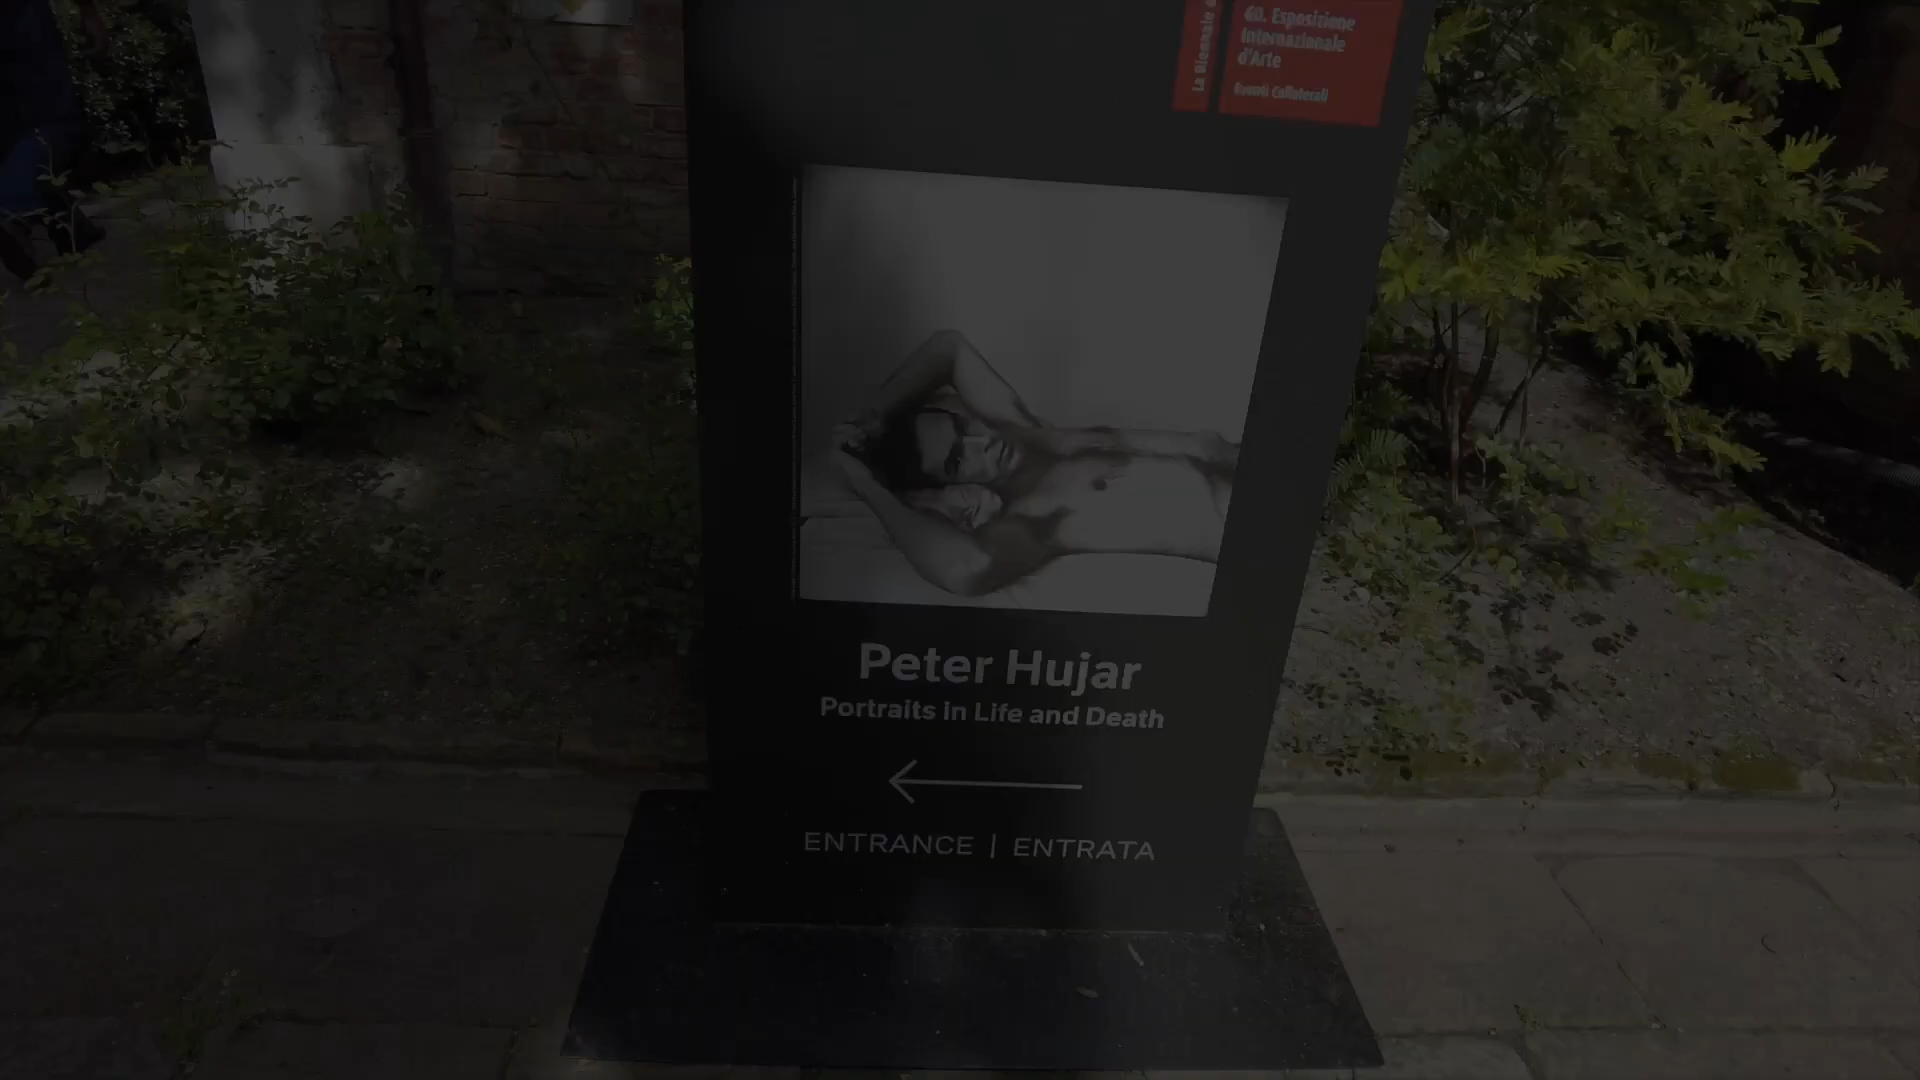 La Biennale
60. Esposizione
Internazionale
d'Arte
Eventi Collaterali
Peter Hujar
Portraits in Life and Death
ENTRANCE | ENTRATA